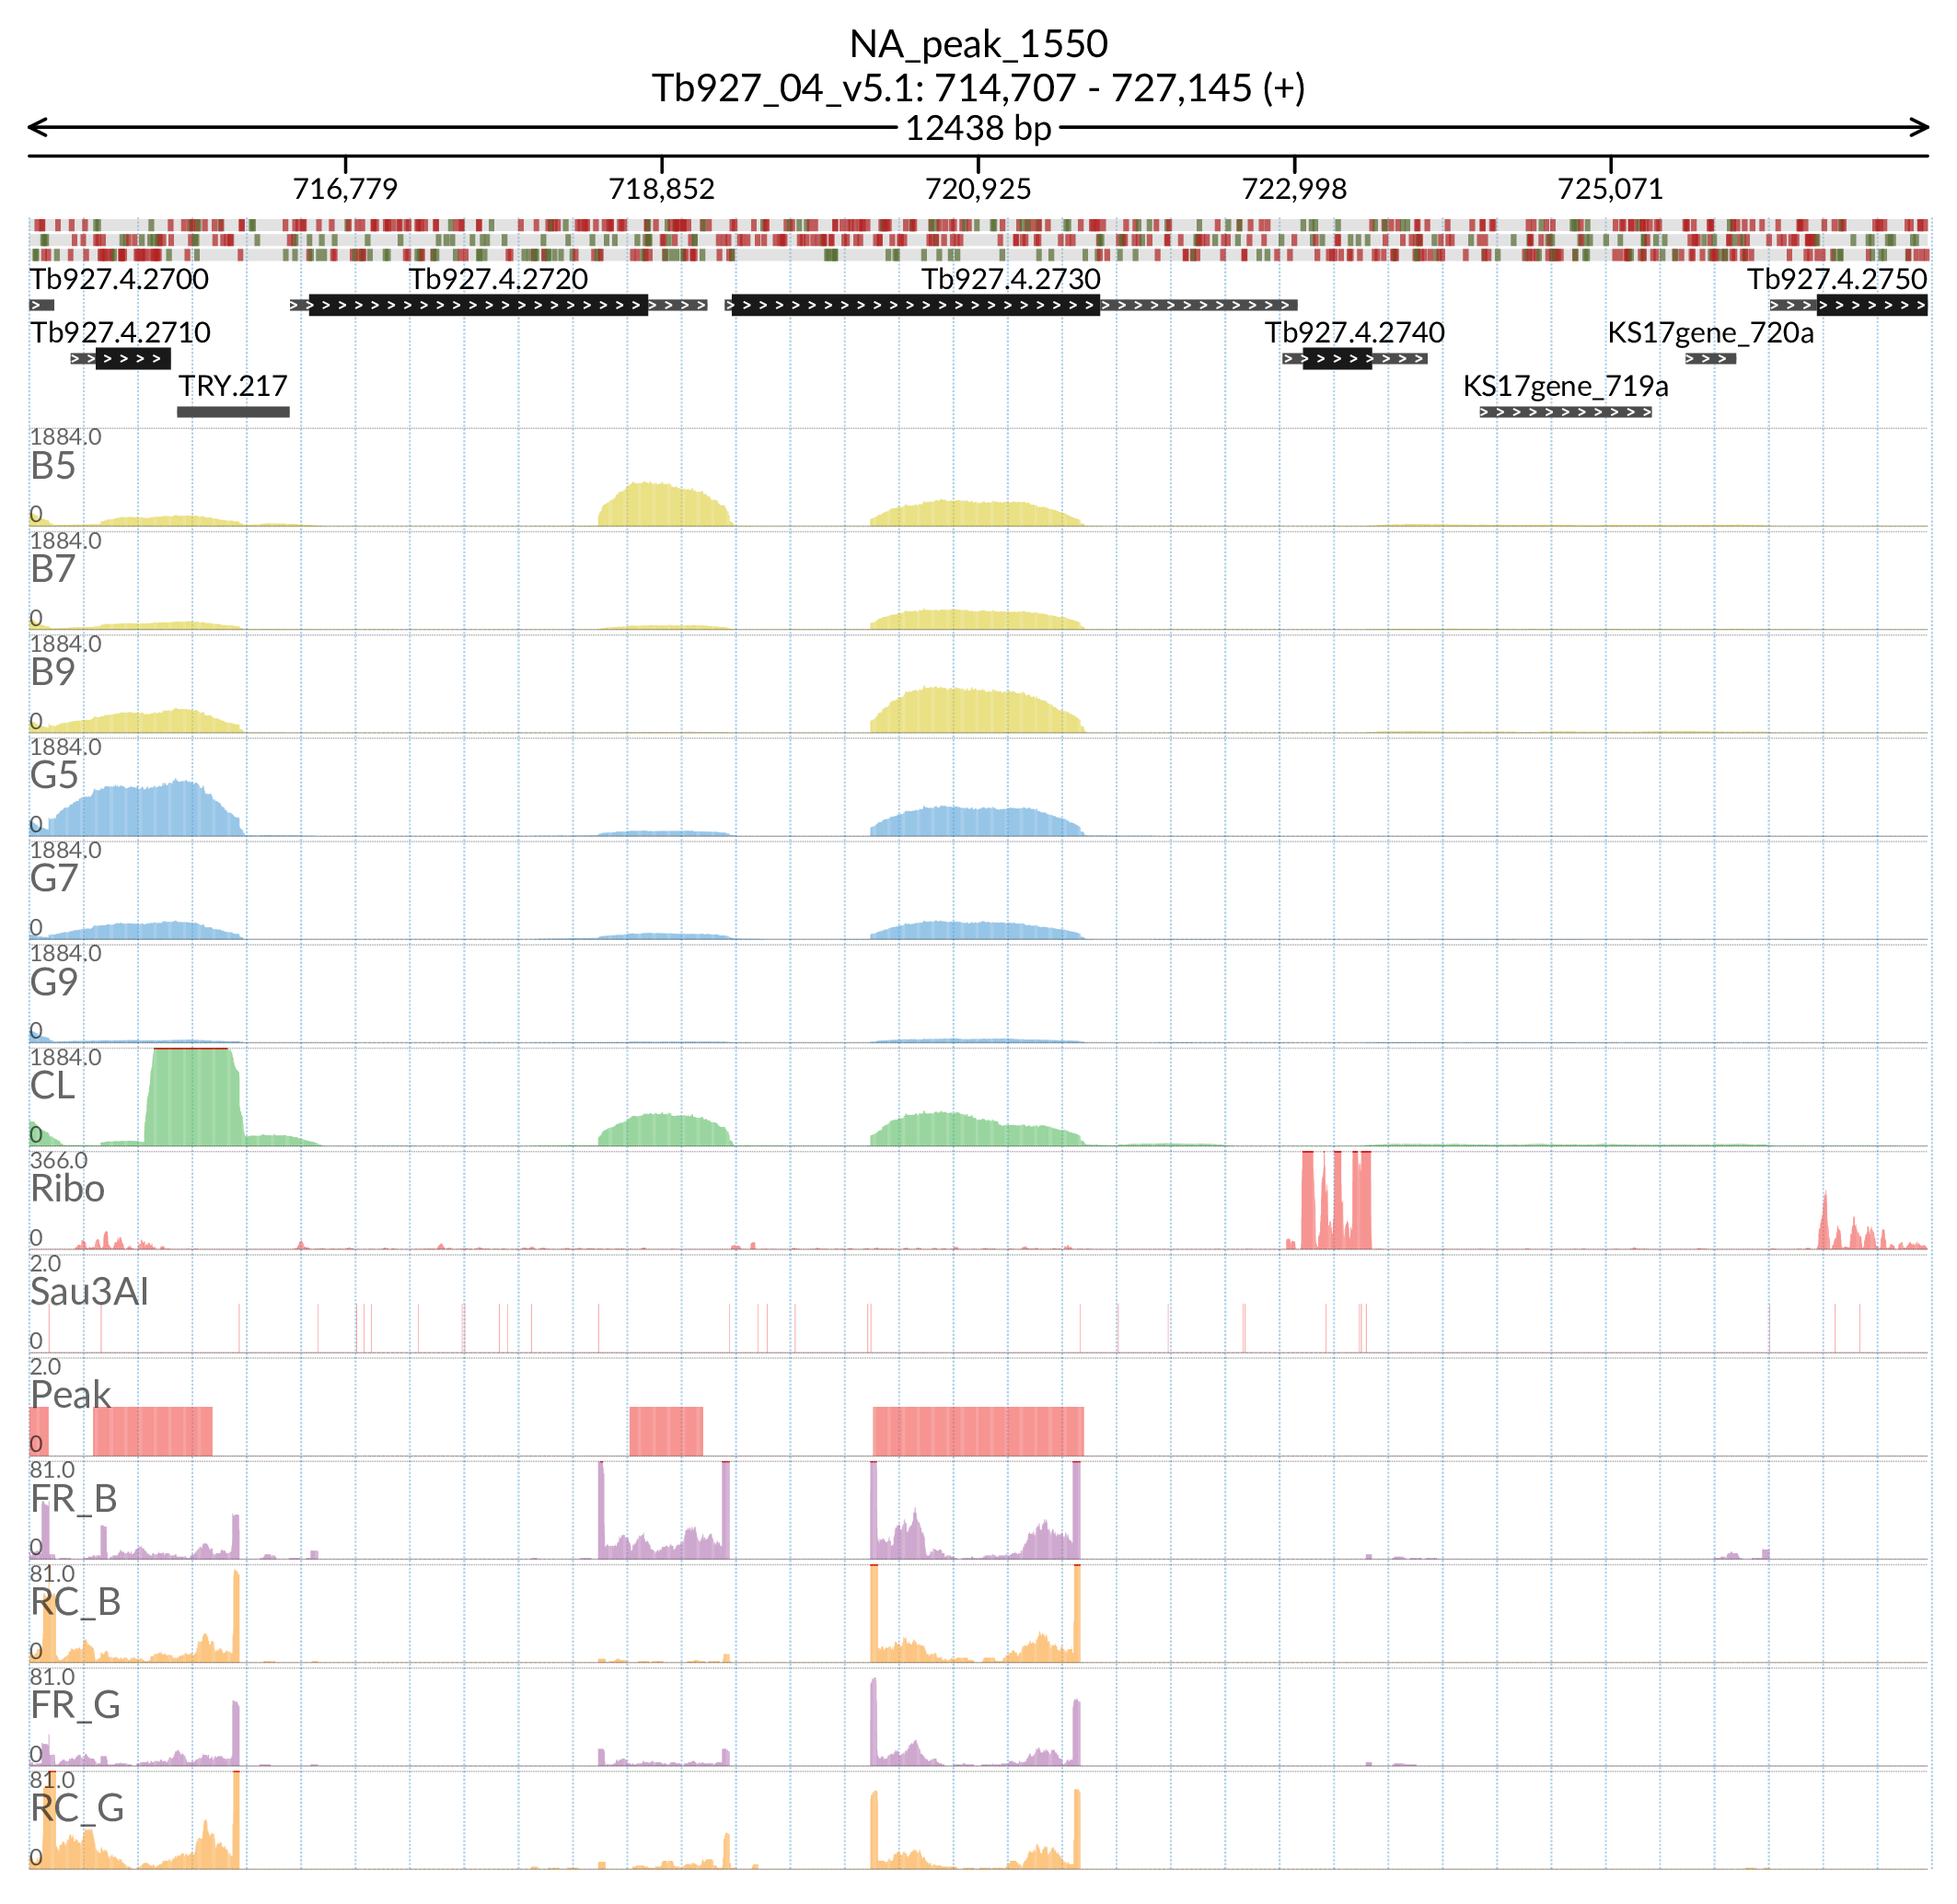 NA_peak_1550
Tb927_04_v5.1: 714,707 - 727,145 (+)
12438 bp
716,779 718,852 720,925 722,998 725,071
Tb927.4.2700 Tb927.4.2720 Tb927.4.2730 Tb927.4.2750
Tb927.4.2710 Tb927.4.2740 KS17gene_720a
TRY.217 KS17gene_719a
1884.0
B5
0
1884.0
B7
0
1884.0
B9
0
1884.0
G5
0
1884.0
G7
0
1884.0
G9
0
1884.0
CL
0
366.0
Ribo
0
2.0
Sau3AI
0
2.0
Peak
0
81.0
FR_B
0
81.0
RC_B
0
81.0
FR_G
0
81.0
RC_G
0